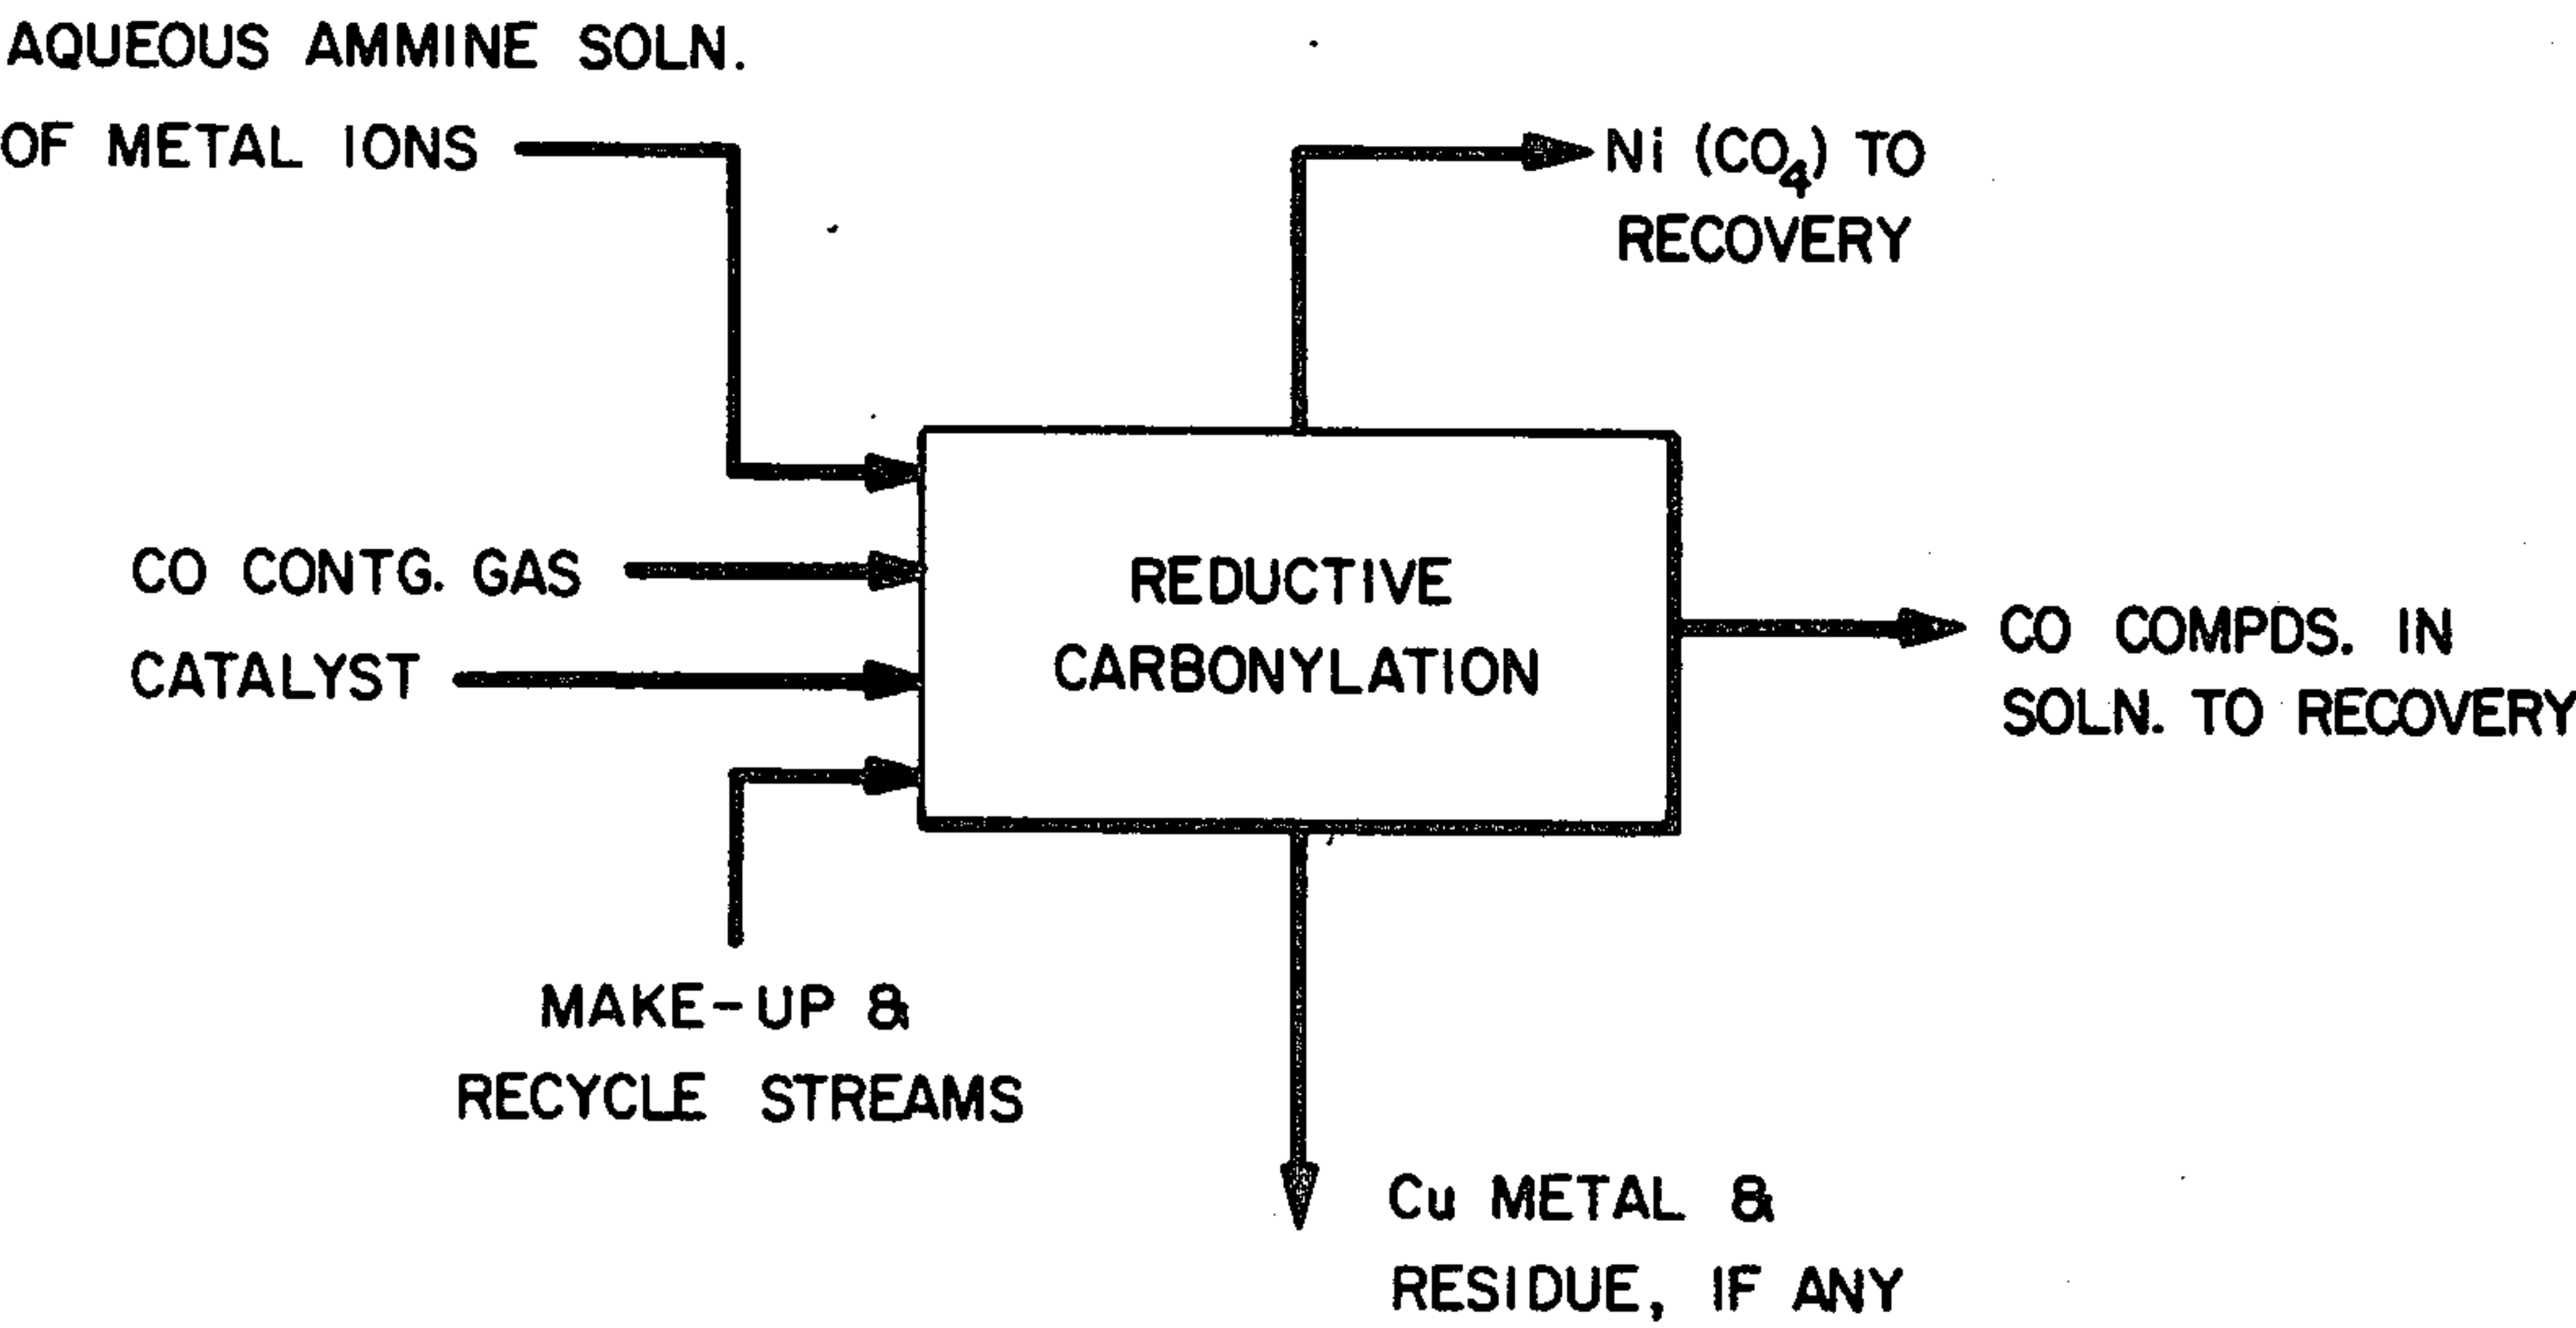 AQUEOUS AMMINE SOLN.
OF METAL IONS
Ni (CO₄) TO
RECOVERY
CO CONTG. GAS
CATALYST
REDUCTIVE
CARBONYLATION
CO COMPDS. IN
SOLN. TO RECOVERY
MAKE-UP &
RECYCLE STREAMS
Cu METAL &
RESIDUE, IF ANY